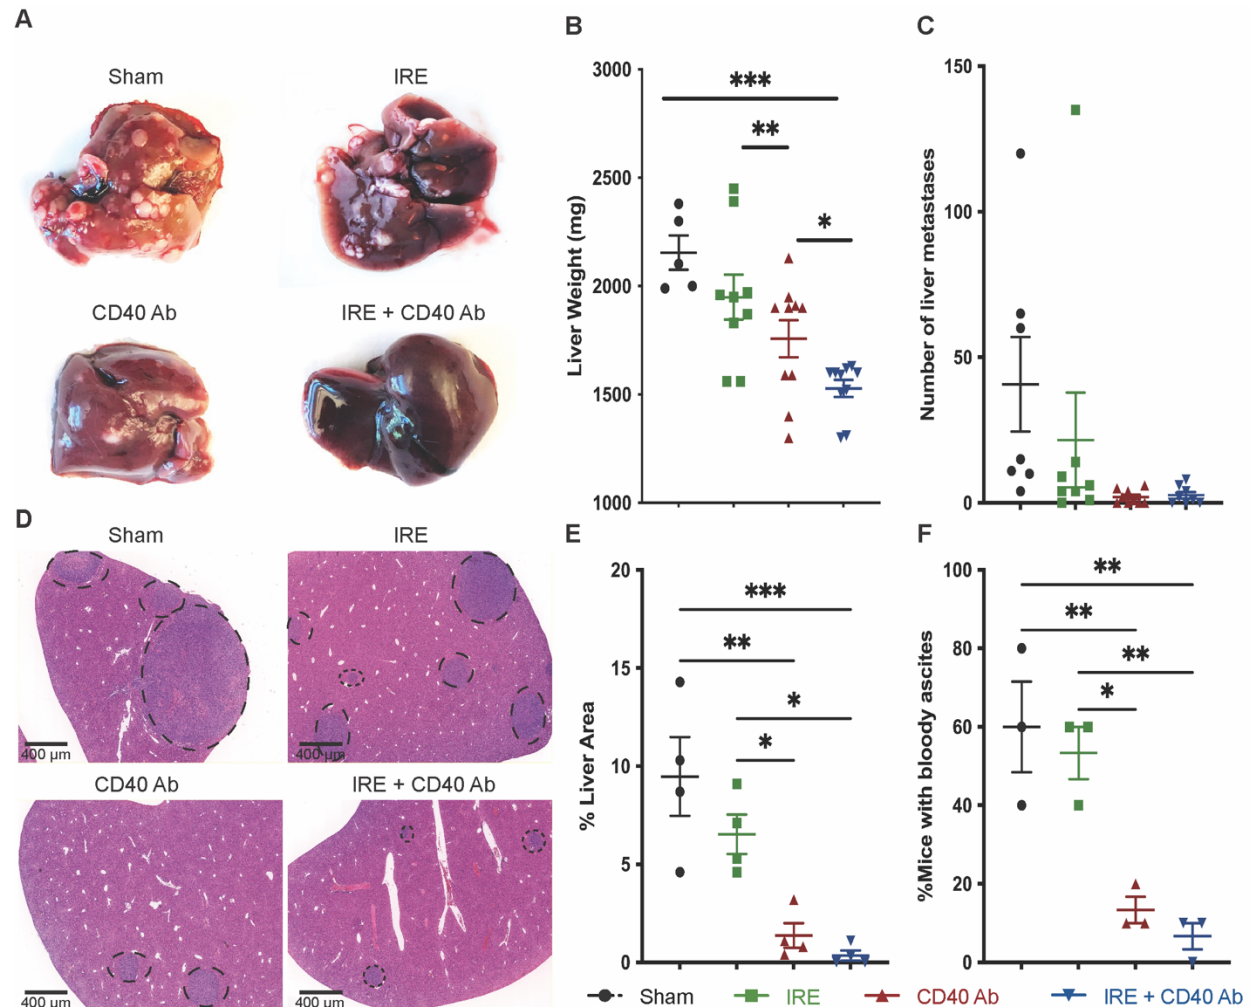 A
Sham
IRE
CD40 Ab
IRE + CD40 Ab
B
Liver Weight (mg)
3000
2500
2000
1500
1000
***
**
*
C
Number of liver metastases
150
100
50
0
D
Sham
IRE
400 µm
400 µm
CD40 Ab
IRE + CD40 Ab
400 µm
400 µm
E
% Liver Area
20
15
10
5
0
***
**
*
*
F
%Mice with bloody ascites
100
80
60
40
20
0
**
**
**
*
Sham
IRE
CD40 Ab
IRE + CD40 Ab